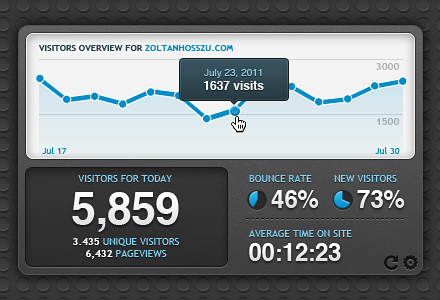 VISITORS OVERVIEW FOR ZOLTANHOSSZU.COM
3000
July 23, 2011
1637 visits
1500
Jul 17
Jul 30
VISITORS FOR TODAY
5,859
3.435 UNIQUE VISITORS
6,432 PAGEVIEWS
BOUNCE RATE
46%
NEW VISITORS
73%
AVERAGE TIME ON SITE
00:12:23